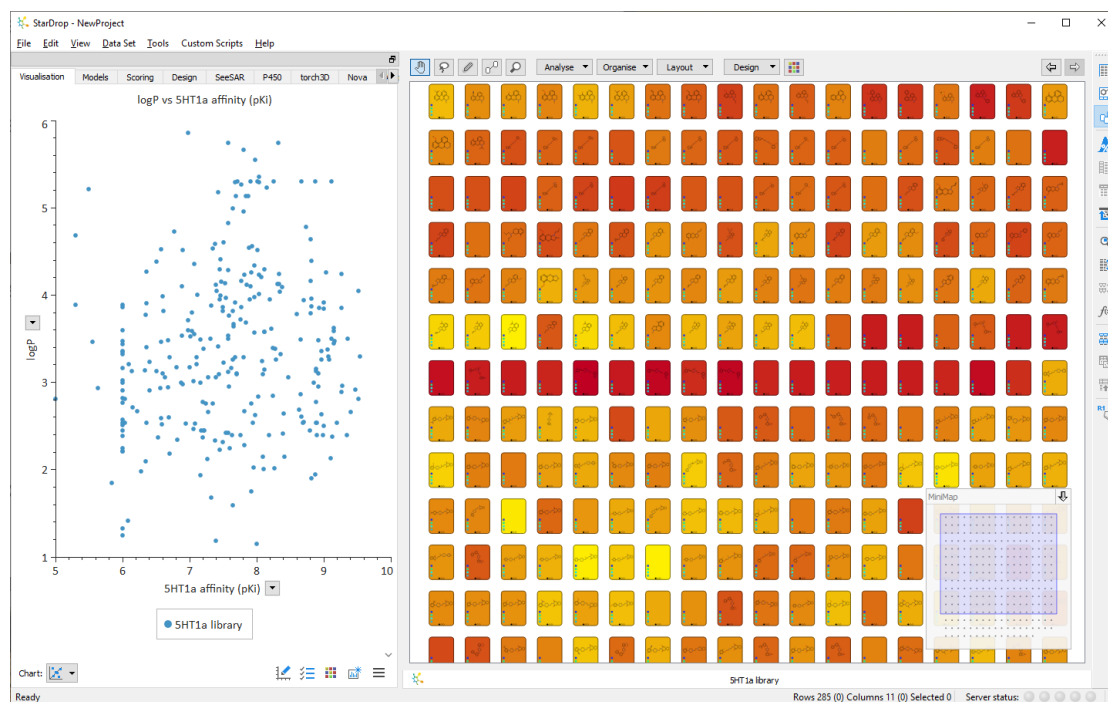 StarDrop - NewProject
File Edit View Data Set Tools Custom Scripts Help
Visualisation Models Scoring Design SeeSAR P450 torch3D Nova
Analyse Organise Layout Design
logP vs 5HT1a affinity (pKi)
6
5
4
3
2
1
logP
5 6 7 8 9 10
5HT1a affinity (pKi)
5HT1a library
MiniMap
Chart:
5HT1a library
Ready
Rows 285 (0) Columns 11 (0) Selected 0 Server status: